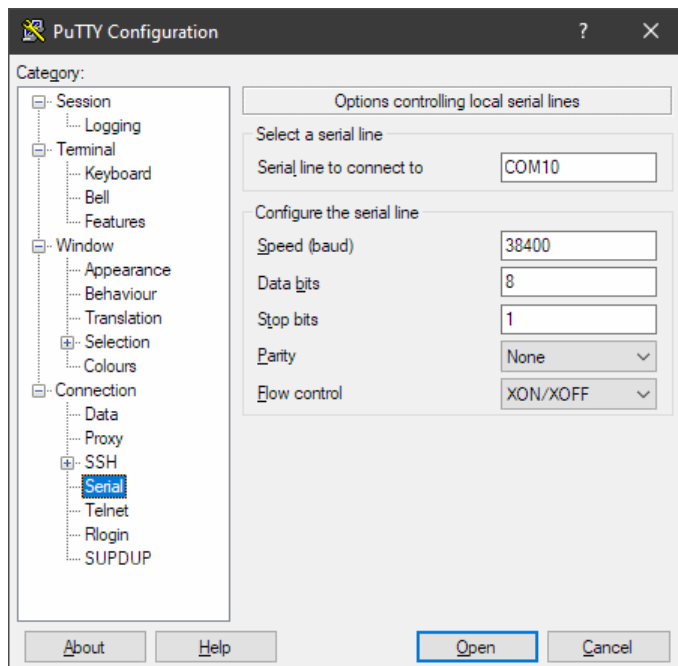 PuTTY Configuration
Category:
Session
Logging
Terminal
Keyboard
Bell
Features
Window
Appearance
Behaviour
Translation
Selection
Colours
Connection
Data
Proxy
SSH
Serial
Telnet
Rlogin
SUPDUP
Options controlling local serial lines
Select a serial line
Serial line to connect to COM10
Configure the serial line
Speed (baud) 38400
Data bits 8
Stop bits 1
Parity None
Flow control XON/XOFF
About Help Open Cancel